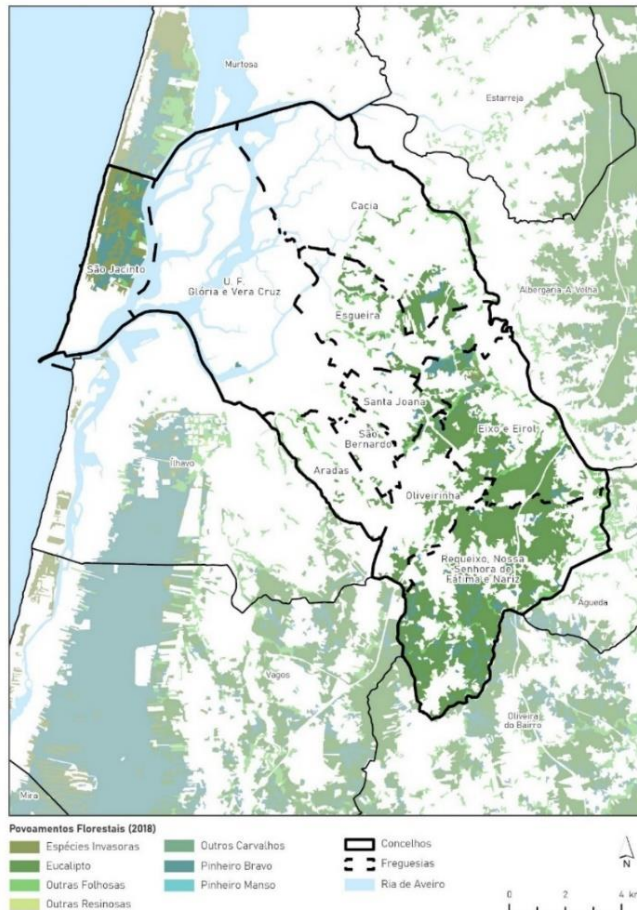 Murtosa
Estarreja
Cacia
São Jacinto
U. F.
Glória e Vera Cruz
Albergaria-A-Velha
Esgueira
Santa Joana
São
Bernardo
Eixo e Eirol
Ílhavo
Aradas
Oliveirinha
Requeixo, Nossa
Senhora de
Fátima e Nariz
Águeda
Vagos
Oliveira
do Bairro
Mira
Povoamentos Florestais (2018)
Espécies Invasoras
Eucalipto
Outras Folhosas
Outras Resinosas
Outros Carvalhos
Pinheiro Bravo
Pinheiro Manso
Concelhos
Freguesias
Ria de Aveiro
N
0 2 4 km